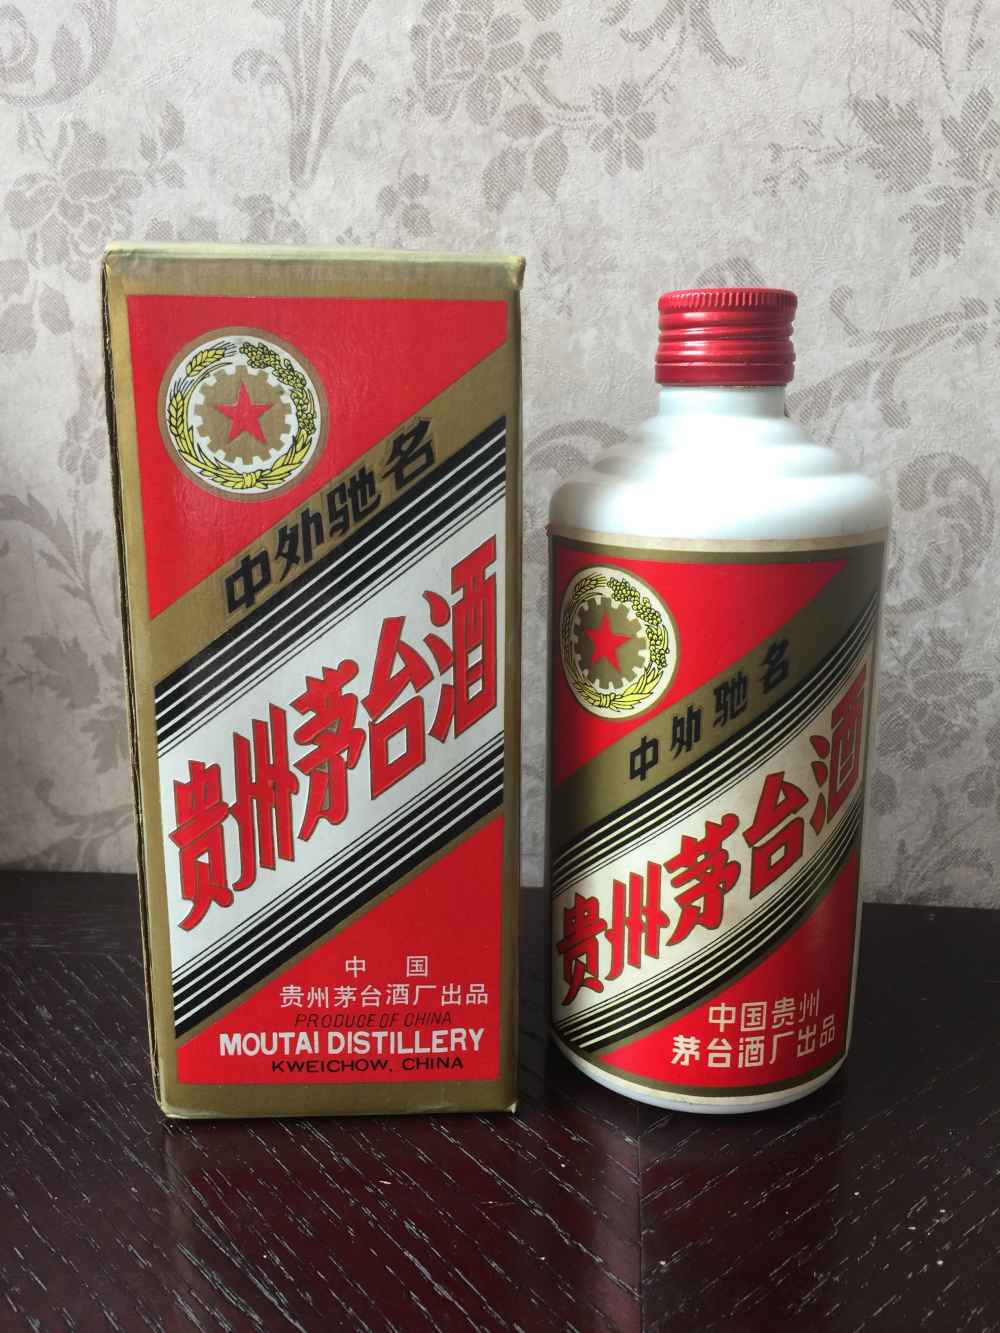 中外驰名
贵州茅台酒
中 国
贵州茅台酒厂出品
PRODUCE OF CHINA
MOUTAI DISTILLERY
KWEICHOW, CHINA
中外驰名
贵州茅台酒
中国贵州
茅台酒厂出品